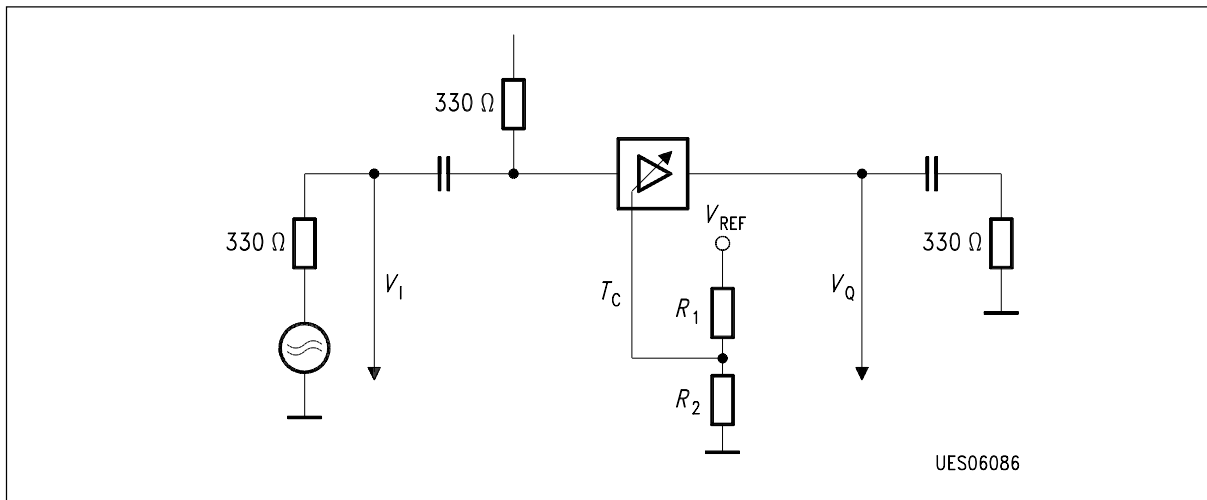 330 Ω
330 Ω
V_I
T_C
V_REF
R_1
R_2
V_Q
330 Ω
UES06086